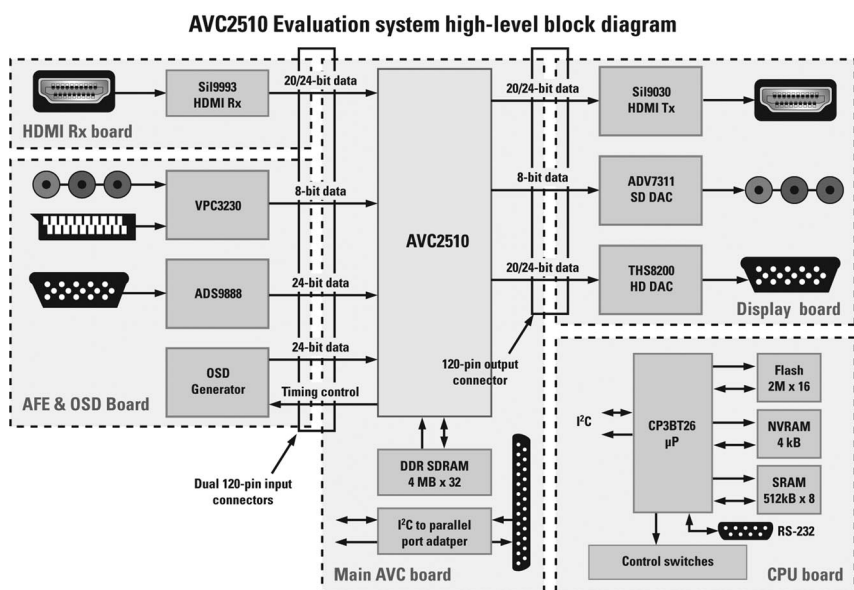 AVC2510 Evaluation system high-level block diagram
SiI9993
HDMI Rx
HDMI Rx board
20/24-bit data
VPC3230
8-bit data
ADS9888
24-bit data
OSD
Generator
24-bit data
Timing control
AFE & OSD Board
Dual 120-pin input
connectors
AVC2510
DDR SDRAM
4 MB x 32
I²C to parallel
port adatper
Main AVC board
20/24-bit data
8-bit data
20/24-bit data
120-pin output
connector
SiI9030
HDMI Tx
ADV7311
SD DAC
THS8200
HD DAC
Display board
I²C
CP3BT26
µP
Flash
2M x 16
NVRAM
4 kB
SRAM
512kB x 8
RS-232
Control switches
CPU board